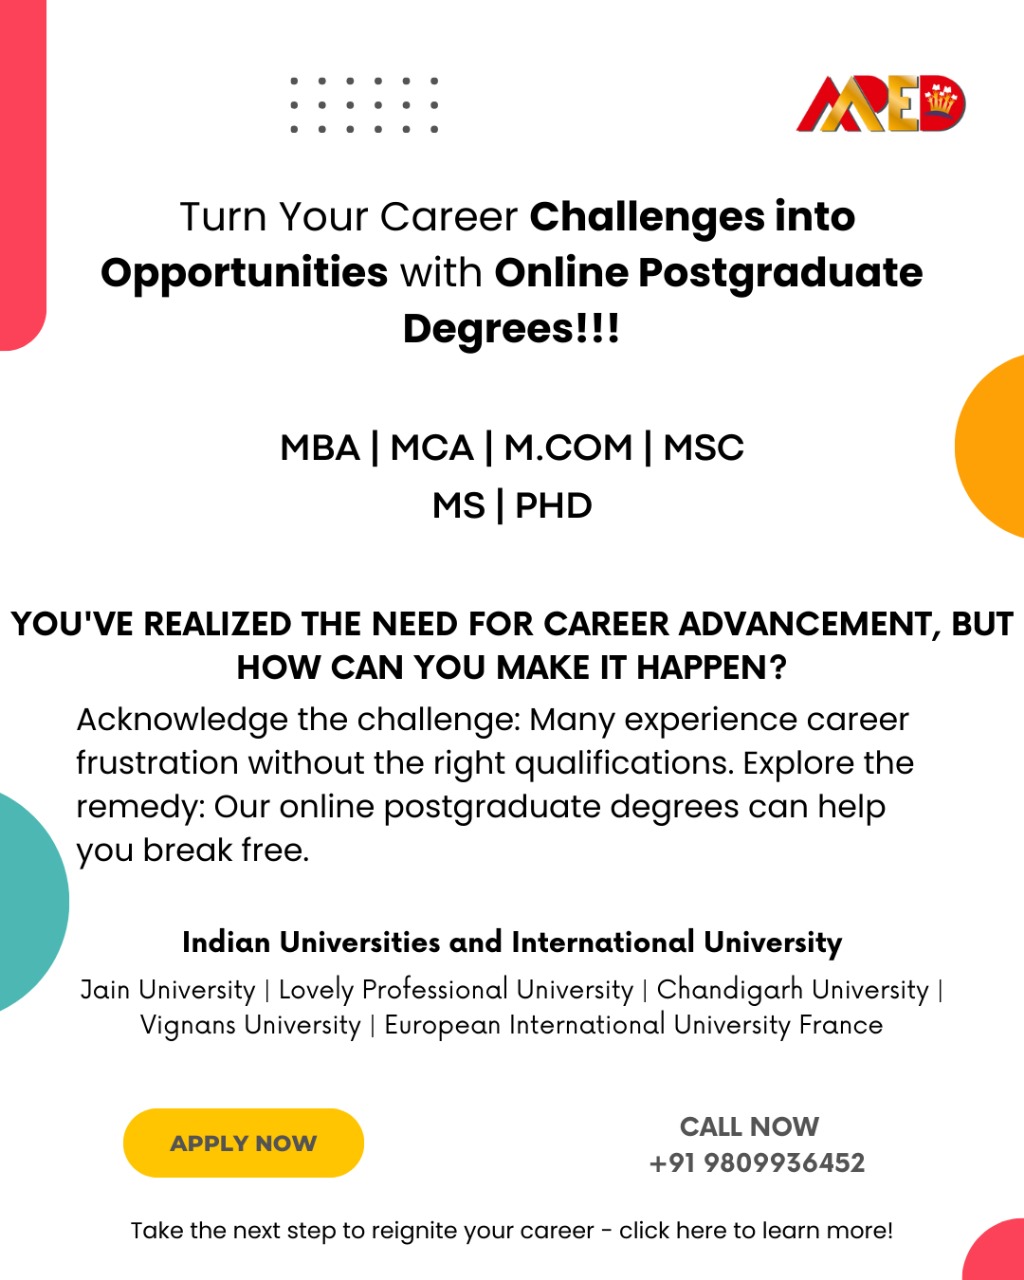 MPED
Turn Your Career Challenges into
Opportunities with Online Postgraduate
Degrees!!!
MBA | MCA | M.COM | MSC
MS | PHD
YOU'VE REALIZED THE NEED FOR CAREER ADVANCEMENT, BUT
HOW CAN YOU MAKE IT HAPPEN?
Acknowledge the challenge: Many experience career
frustration without the right qualifications. Explore the
remedy: Our online postgraduate degrees can help
you break free.
Indian Universities and International University
Jain University | Lovely Professional University | Chandigarh University |
Vignans University | European International University France
APPLY NOW
CALL NOW
+91 9809936452
Take the next step to reignite your career - click here to learn more!